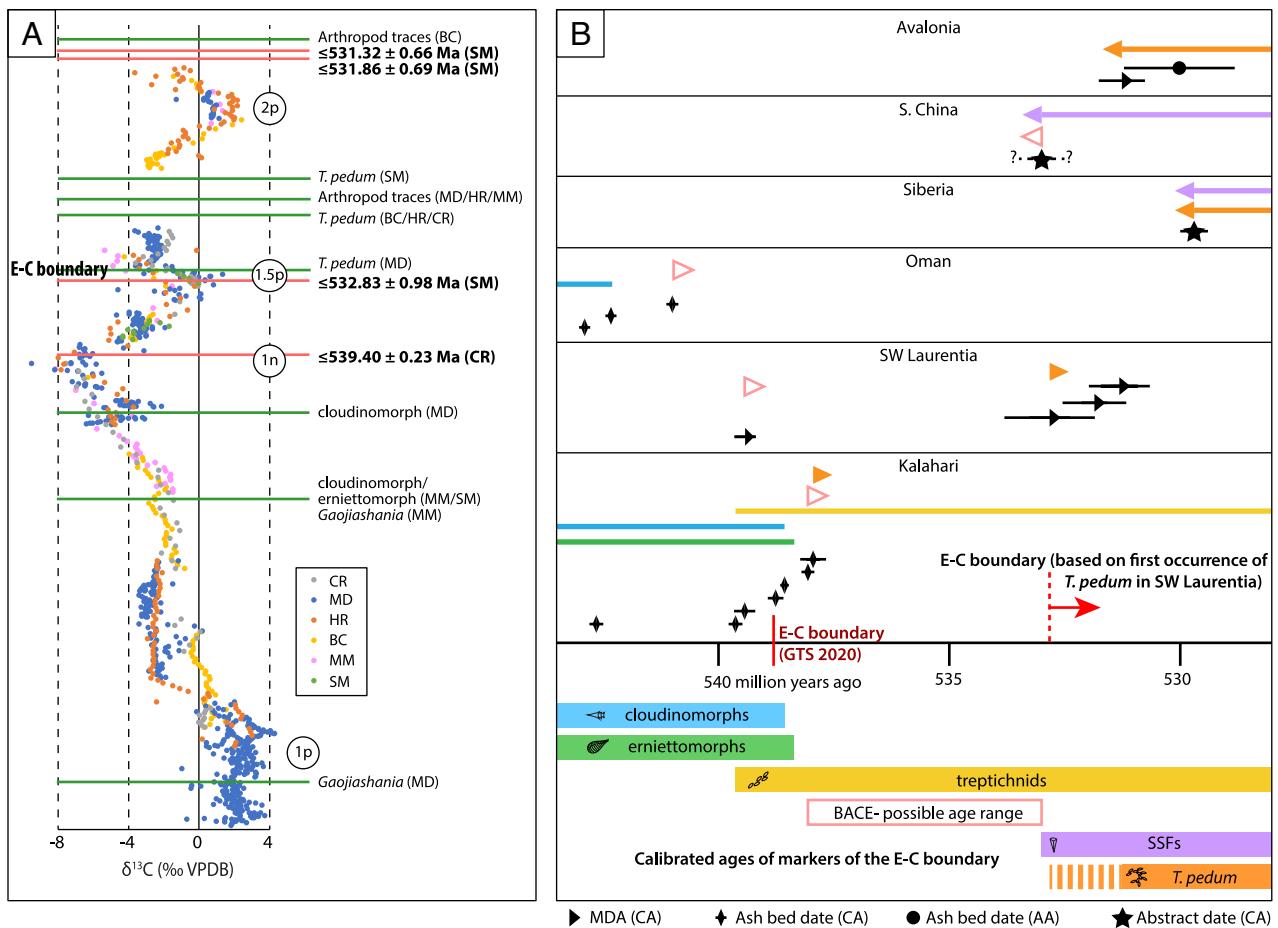 A
Arthropod traces (BC)
≤531.32 ± 0.66 Ma (SM)
≤531.86 ± 0.69 Ma (SM)
2p
T. pedum (SM)
Arthropod traces (MD/HR/MM)
T. pedum (BC/HR/CR)
E-C boundary
T. pedum (MD)
1.5p
≤532.83 ± 0.98 Ma (SM)
1n
≤539.40 ± 0.23 Ma (CR)
cloudinomorph (MD)
cloudinomorph/
erniettomorph (MM/SM)
Gaojiashania (MM)
CR
MD
HR
BC
MM
SM
1p
Gaojiashania (MD)
-8 -4 0 4
δ¹³C (‰ VPDB)
B
Avalonia
S. China
? ?
Siberia
Oman
SW Laurentia
Kalahari
E-C boundary (based on first occurrence of
T. pedum in SW Laurentia)
E-C boundary
(GTS 2020)
540 million years ago 535 530
cloudinomorphs
erniettomorphs
treptichnids
BACE- possible age range
SSFs
Calibrated ages of markers of the E-C boundary
T. pedum
MDA (CA) Ash bed date (CA) Ash bed date (AA) Abstract date (CA)